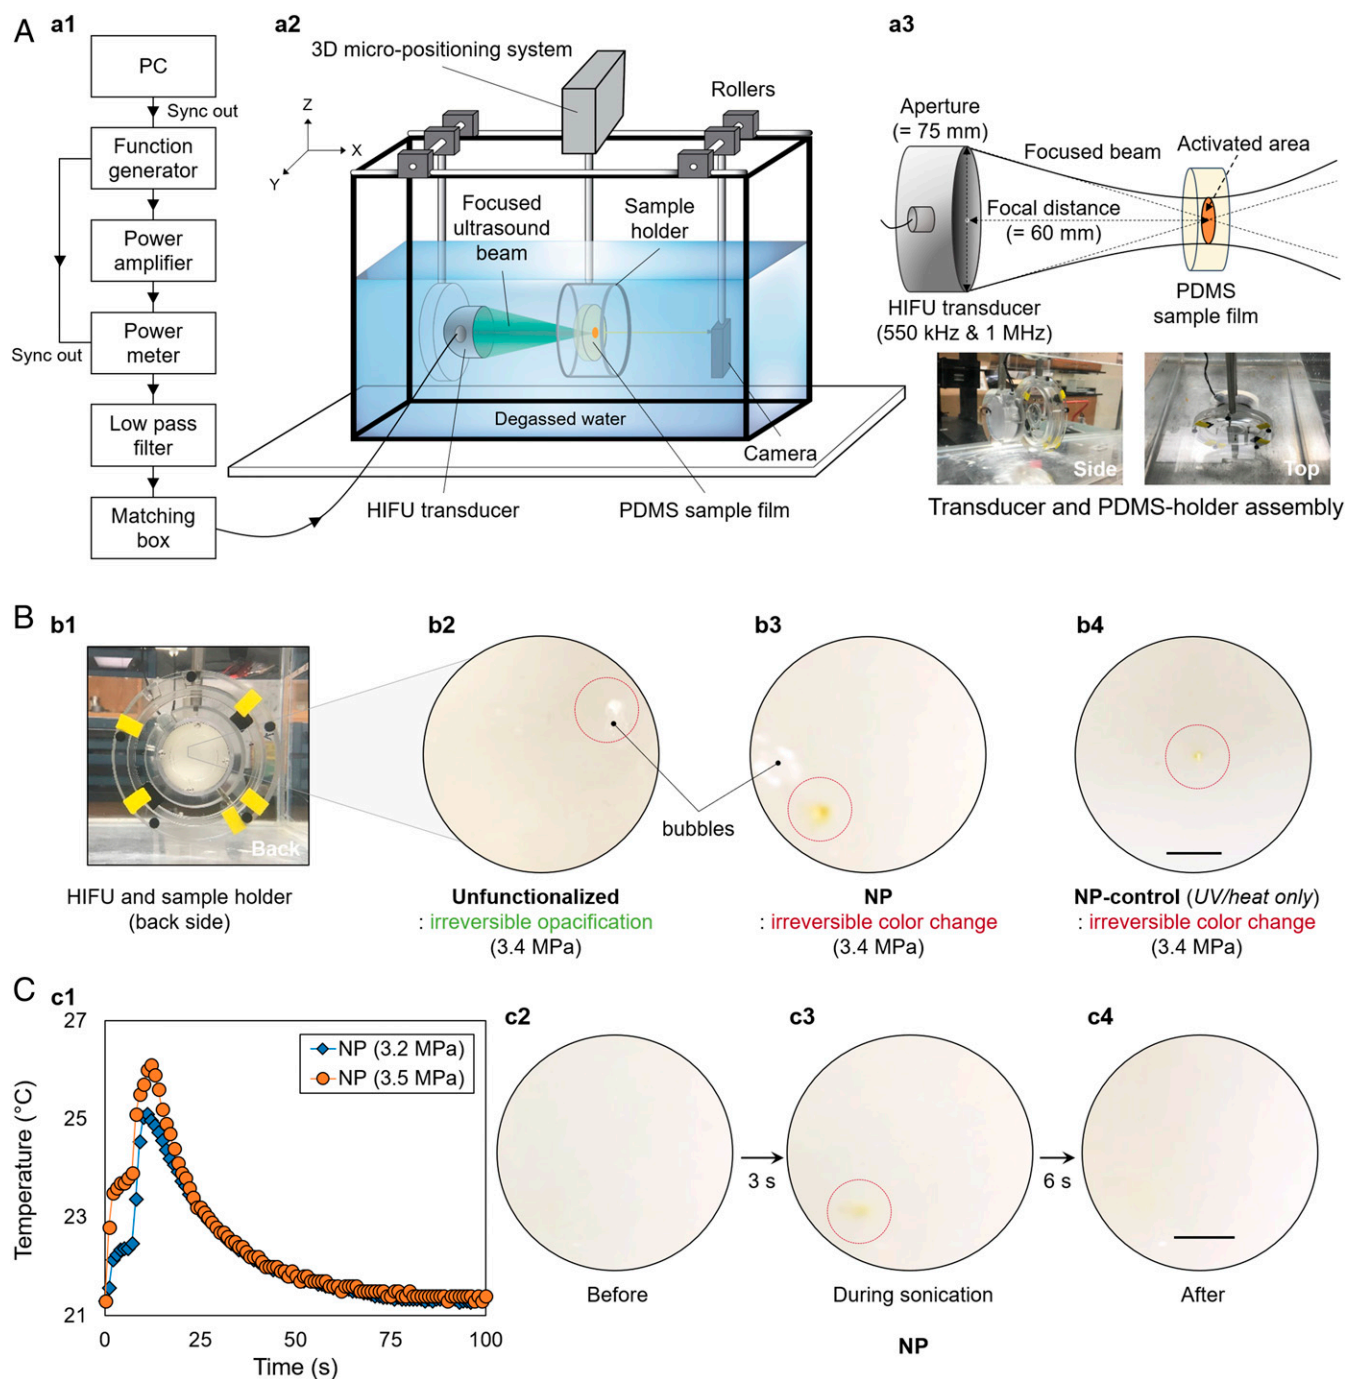 A
a1
PC
Sync out
Function
generator
Power
amplifier
Power
meter
Sync out
Low pass
filter
Matching
box
a2
3D micro-positioning system
Rollers
Z
X
Y
Focused
ultrasound
beam
Sample
holder
Degassed water
Camera
HIFU transducer
PDMS sample film
a3
Aperture
(= 75 mm)
Focused beam
Activated area
Focal distance
(= 60 mm)
HIFU transducer
(550 kHz & 1 MHz)
PDMS
sample film
Side
Top
Transducer and PDMS-holder assembly
B
b1
Back
HIFU and sample holder
(back side)
b2
bubbles
Unfunctionalized
: irreversible opacification
(3.4 MPa)
b3
NP
: irreversible color change
(3.4 MPa)
b4
NP-control (UV/heat only)
: irreversible color change
(3.4 MPa)
C
c1
27
25
23
21
Temperature (°C)
NP (3.2 MPa)
NP (3.5 MPa)
0
25
50
75
100
Time (s)
c2
Before
3 s
c3
During sonication
6 s
c4
After
NP